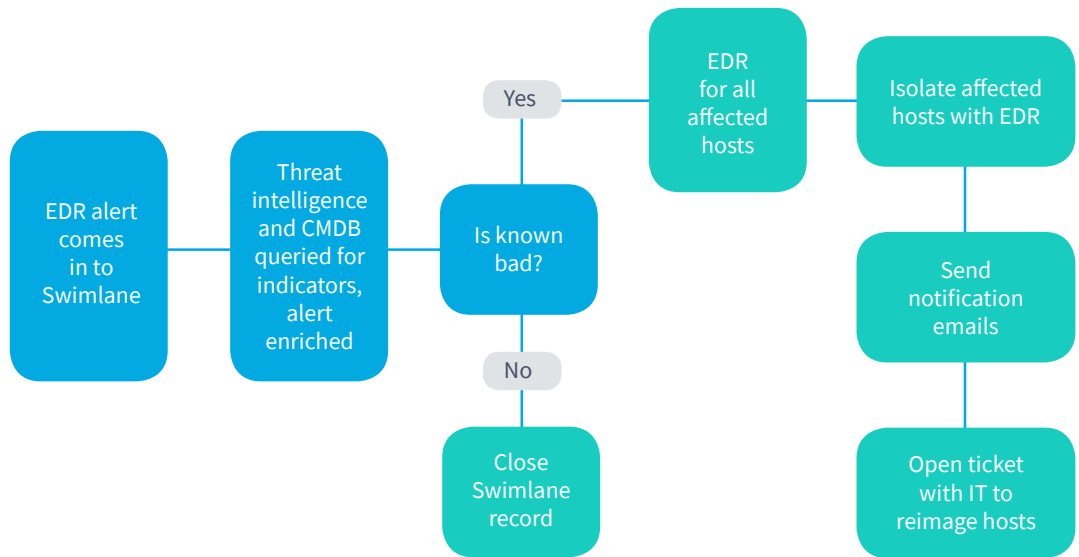 EDR alert
comes
in to
Swimlane
Threat
intelligence
and CMDB
queried for
indicators,
alert
enriched
Is known
bad?
Yes
EDR
for all
affected
hosts
Isolate affected
hosts with EDR
Send
notification
emails
Open ticket
with IT to
reimage hosts
No
Close
Swimlane
record